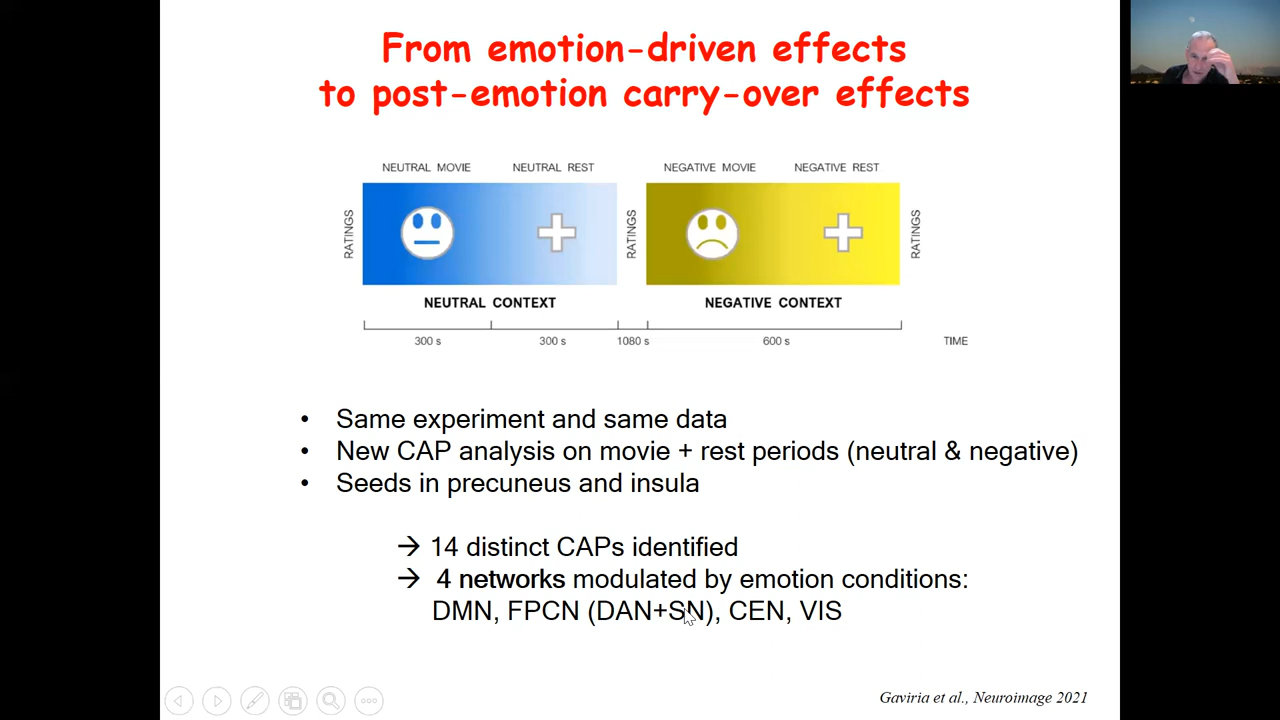 From emotion-driven effects
to post-emotion carry-over effects
NEUTRAL MOVIE NEUTRAL REST NEGATIVE MOVIE NEGATIVE REST
RATINGS RATINGS RATINGS
NEUTRAL CONTEXT NEGATIVE CONTEXT
300 s 300 s 1080 s 600 s TIME
• Same experiment and same data
• New CAP analysis on movie + rest periods (neutral & negative)
• Seeds in precuneus and insula
→ 14 distinct CAPs identified
→ 4 networks modulated by emotion conditions:
DMN, FPCN (DAN+SN), CEN, VIS
Gaviria et al., Neuroimage 2021